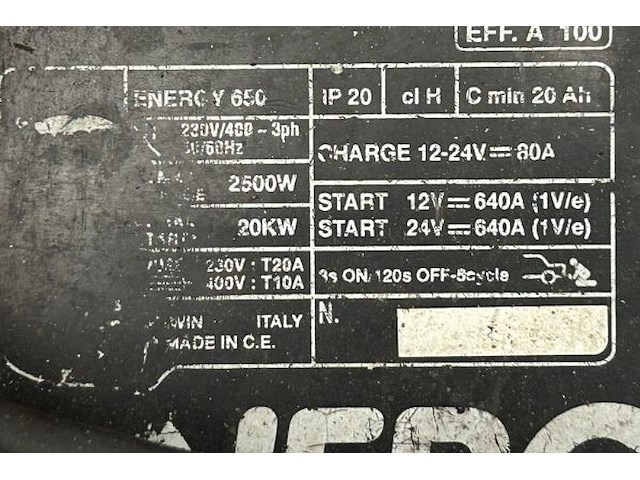 EFF. A 100
ENERGY 650 IP 20 cl H C min 20 Ah
230V/400 ~ 3ph
50/60Hz
CHARGE 12-24V⎓80A
2500W
START 12V⎓640A (1V/e)
20KW
START 24V⎓640A (1V/e)
230V : T20A
400V : T10A
3s ON/120s OFF-5cycle
WIN ITALY
N.
MADE IN C.E.